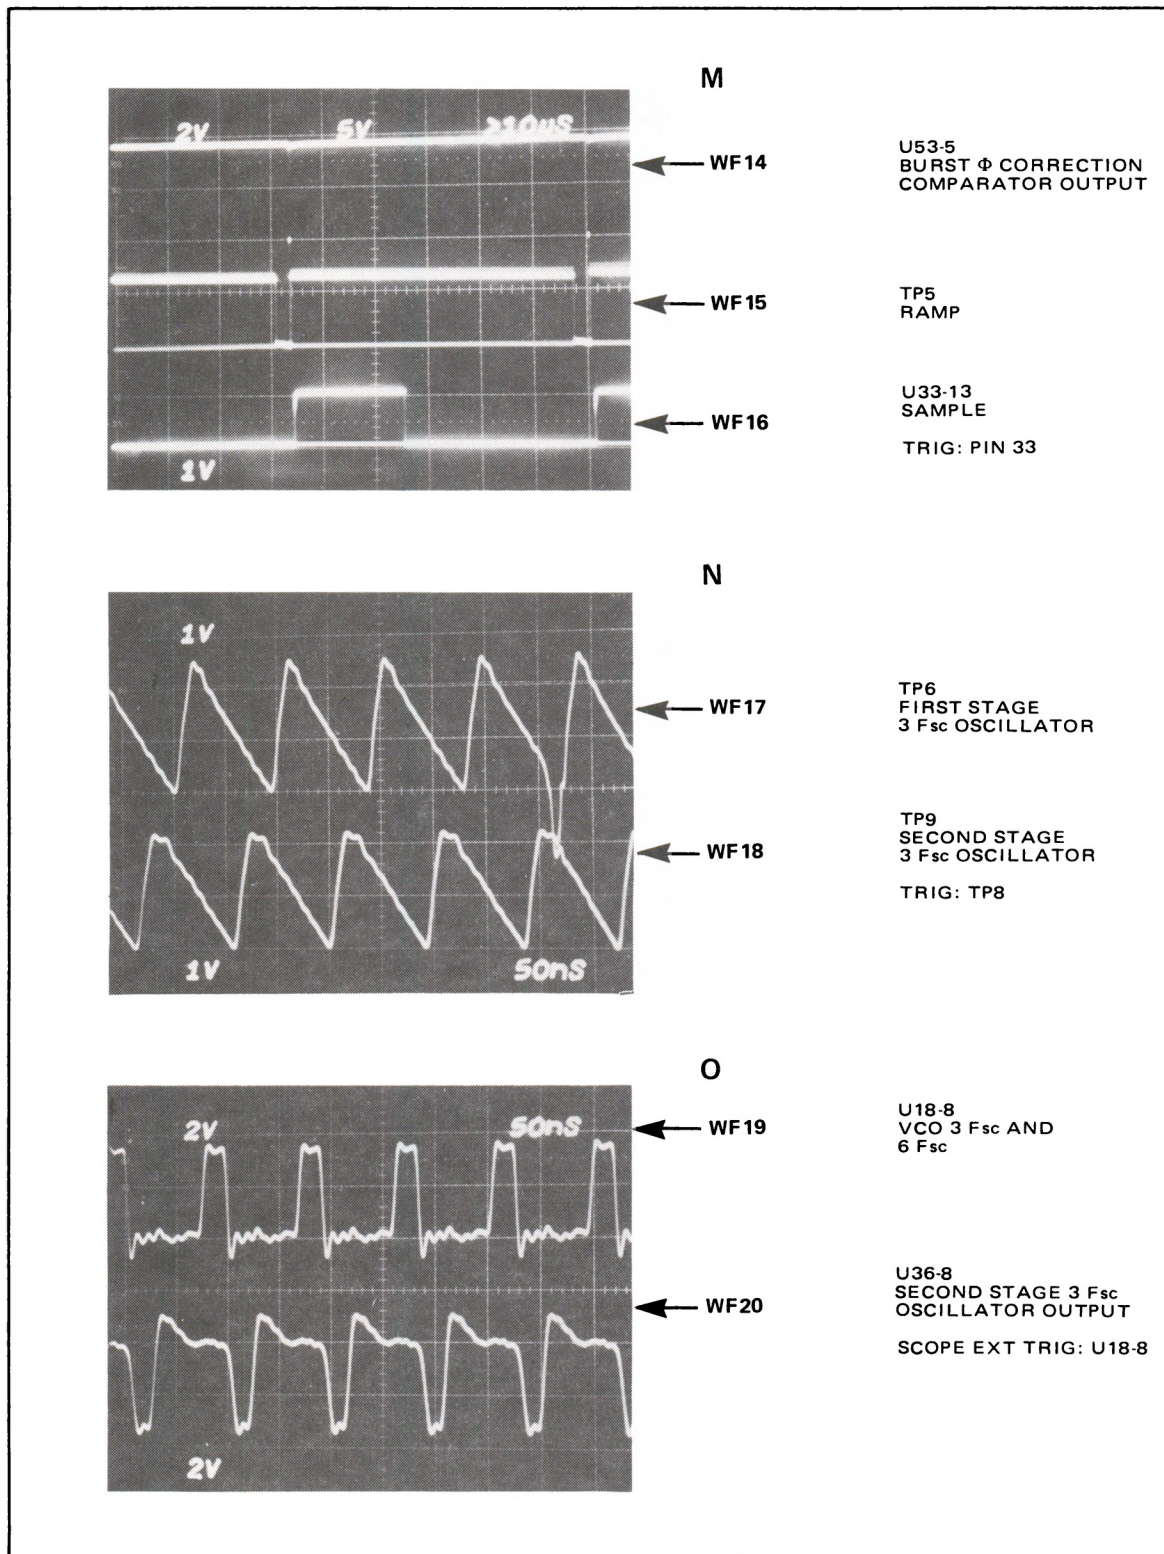 M
2V 5V >10µS
WF14
U53-5
BURST Φ CORRECTION
COMPARATOR OUTPUT
WF15
TP5
RAMP
WF16
U33-13
SAMPLE
TRIG: PIN 33
1V
N
1V
WF17
TP6
FIRST STAGE
3 Fsc OSCILLATOR
WF18
TP9
SECOND STAGE
3 Fsc OSCILLATOR
TRIG: TP8
1V 50nS
O
2V 50nS
WF19
U18-8
VCO 3 Fsc AND
6 Fsc
WF20
U36-8
SECOND STAGE 3 Fsc
OSCILLATOR OUTPUT
SCOPE EXT TRIG: U18-8
2V